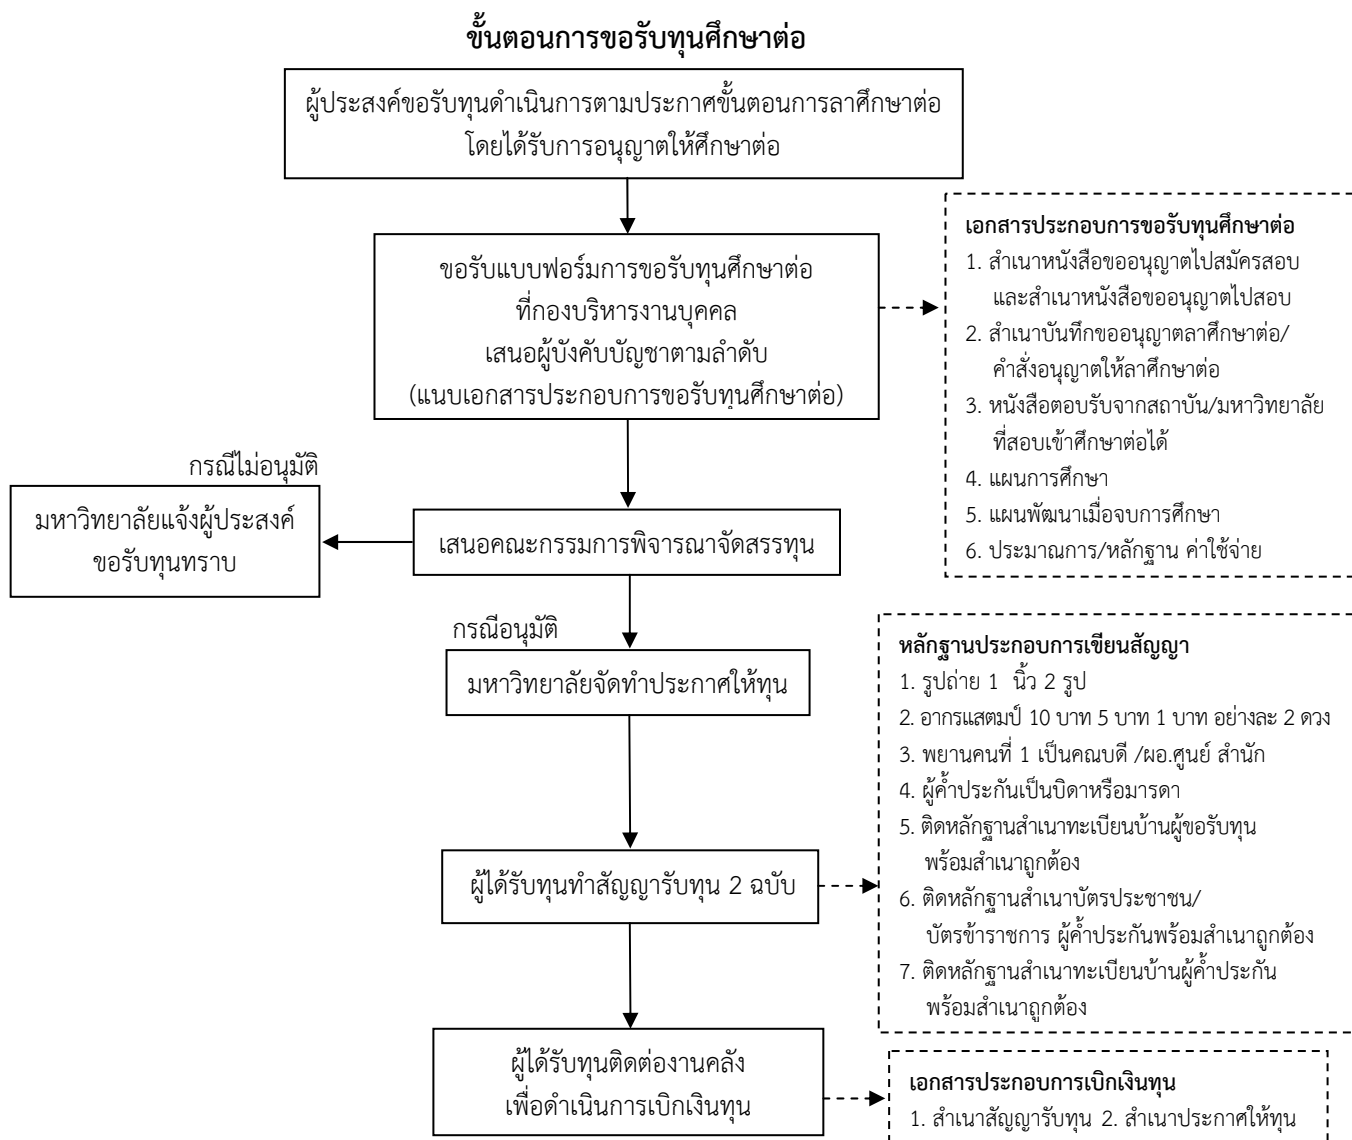 ขั้นตอนการขอรับทุนศึกษาต่อ
ผู้ประสงค์ขอรับทุนดำเนินการตามประกาศขั้นตอนการลาศึกษาต่อ
โดยได้รับการอนุญาตให้ศึกษาต่อ
ขอรับแบบฟอร์มการขอรับทุนศึกษาต่อ
ที่กองบริหารงานบุคคล
เสนอผู้บังคับบัญชาตามลำดับ
(แนบเอกสารประกอบการขอรับทุนศึกษาต่อ)
เอกสารประกอบการขอรับทุนศึกษาต่อ
1. สำเนาหนังสือขออนุญาตไปสมัครสอบ
และสำเนาหนังสือขออนุญาตไปสอบ
2. สำเนาบันทึกขออนุญาตลาศึกษาต่อ/
คำสั่งอนุญาตให้ลาศึกษาต่อ
3. หนังสือตอบรับจากสถาบัน/มหาวิทยาลัย
ที่สอบเข้าศึกษาต่อได้
4. แผนการศึกษา
5. แผนพัฒนาเมื่อจบการศึกษา
6. ประมาณการ/หลักฐาน ค่าใช้จ่าย
กรณีไม่อนุมัติ
มหาวิทยาลัยแจ้งผู้ประสงค์
ขอรับทุนทราบ
เสนอคณะกรรมการพิจารณาจัดสรรทุน
กรณีอนุมัติ
มหาวิทยาลัยจัดทำประกาศให้ทุน
ผู้ได้รับทุนทำสัญญารับทุน 2 ฉบับ
หลักฐานประกอบการเขียนสัญญา
1. รูปถ่าย 1 นิ้ว 2 รูป
2. อากรแสตมป์ 10 บาท 5 บาท 1 บาท อย่างละ 2 ดวง
3. พยานคนที่ 1 เป็นคณบดี /ผอ.ศูนย์ สำนัก
4. ผู้ค้ำประกันเป็นบิดาหรือมารดา
5. ติดหลักฐานสำเนาทะเบียนบ้านผู้ขอรับทุน
พร้อมสำเนาถูกต้อง
6. ติดหลักฐานสำเนาบัตรประชาชน/
บัตรข้าราชการ ผู้ค้ำประกันพร้อมสำเนาถูกต้อง
7. ติดหลักฐานสำเนาทะเบียนบ้านผู้ค้ำประกัน
พร้อมสำเนาถูกต้อง
ผู้ได้รับทุนติดต่องานคลัง
เพื่อดำเนินการเบิกเงินทุน
เอกสารประกอบการเบิกเงินทุน
1. สำเนาสัญญารับทุน 2. สำเนาประกาศให้ทุน